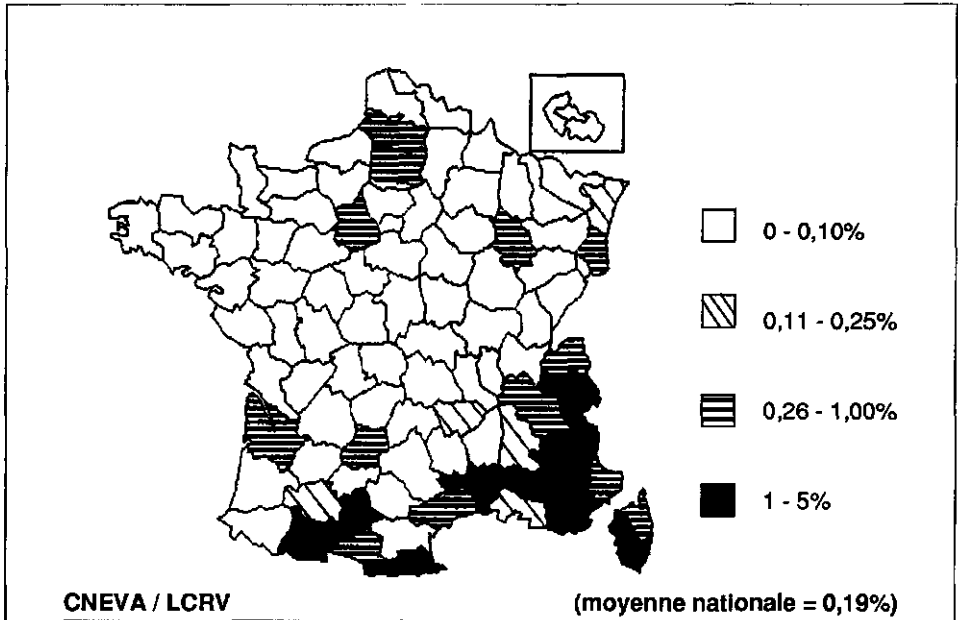 0 - 0,10%
0,11 - 0,25%
0,26 - 1,00%
1 - 5%
CNEVA / LCRV
(moyenne nationale = 0,19%)